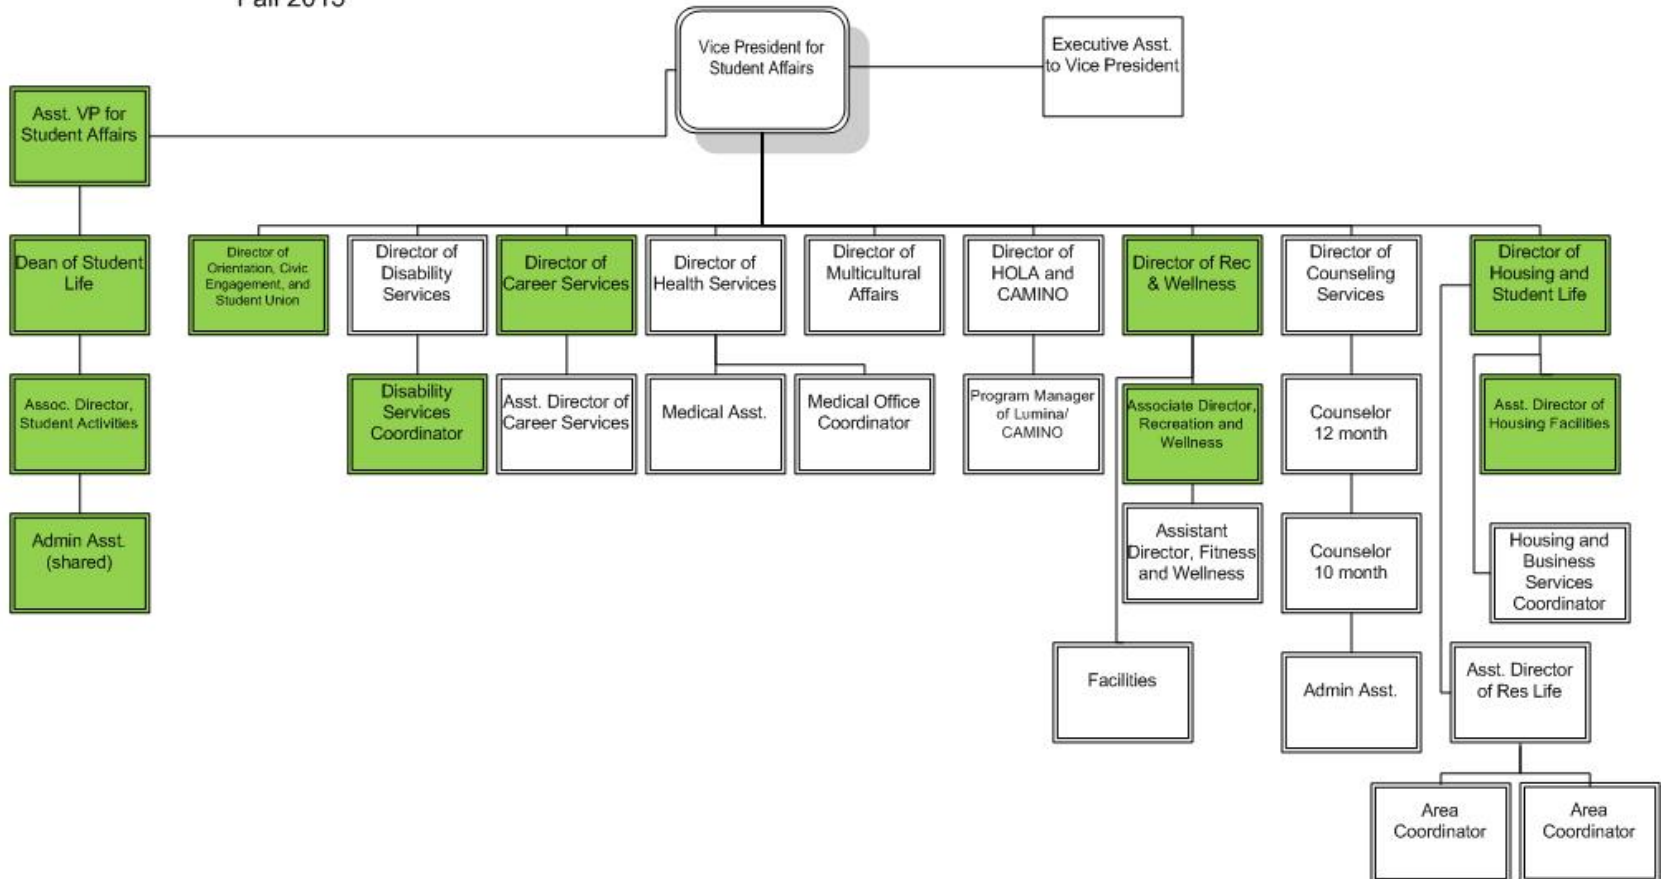 Fall 2015
Vice President for
Student Affairs
Executive Asst.
to Vice President
Asst. VP for
Student Affairs
Dean of Student
Life
Assoc. Director,
Student Activities
Admin Asst.
(shared)
Director of
Orientation, Civic
Engagement, and
Student Union
Director of
Disability
Services
Disability
Services
Coordinator
Director of
Career Services
Asst. Director of
Career Services
Director of
Health Services
Medical Asst.
Medical Office
Coordinator
Director of
Multicultural
Affairs
Director of
HOLA and
CAMINO
Program Manager
of Lumina/
CAMINO
Director of Rec
& Wellness
Associate Director,
Recreation and
Wellness
Assistant
Director, Fitness
and Wellness
Facilities
Director of
Counseling
Services
Counselor
12 month
Counselor
10 month
Admin Asst.
Director of
Housing and
Student Life
Asst. Director of
Housing Facilities
Housing and
Business
Services
Coordinator
Asst. Director
of Res Life
Area
Coordinator
Area
Coordinator